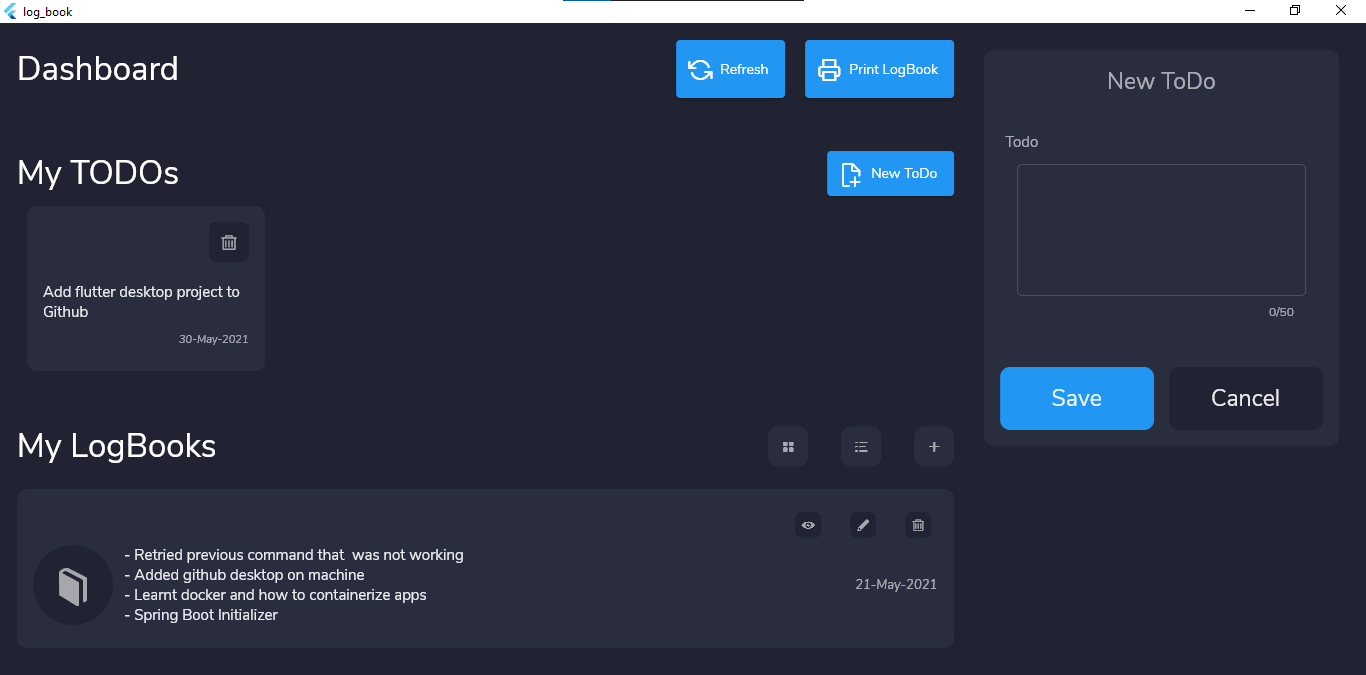 log_book
Dashboard
Refresh
Print LogBook
My TODOs
New ToDo
Add flutter desktop project to
Github
30-May-2021
My LogBooks
- Retried previous command that  was not working
- Added github desktop on machine
- Learnt docker and how to containerize apps
- Spring Boot Initializer
21-May-2021
New ToDo
Todo
0/50
Save
Cancel